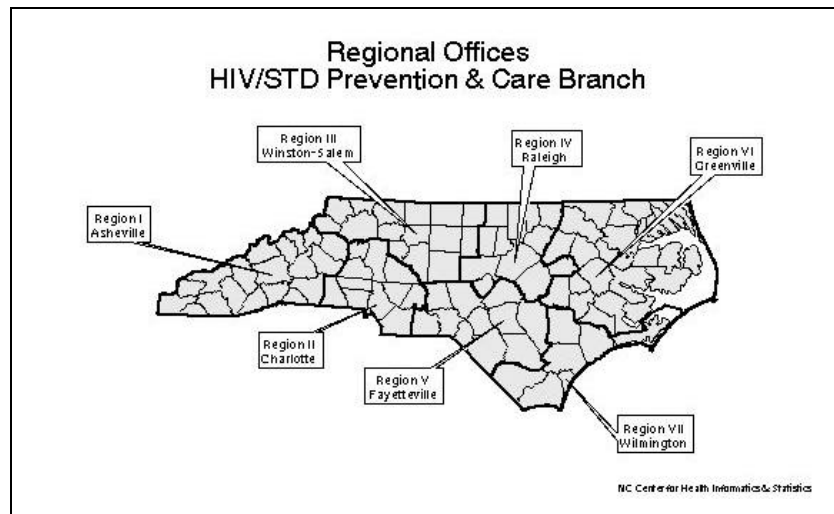 Regional Offices
HIV/STD Prevention & Care Branch
Region III
Winston-Salem
Region IV
Raleigh
Region VI
Greenville
Region I
Asheville
Region II
Charlotte
Region V
Fayetteville
Region VII
Wilmington
NC Center for Health Informatics & Statistics